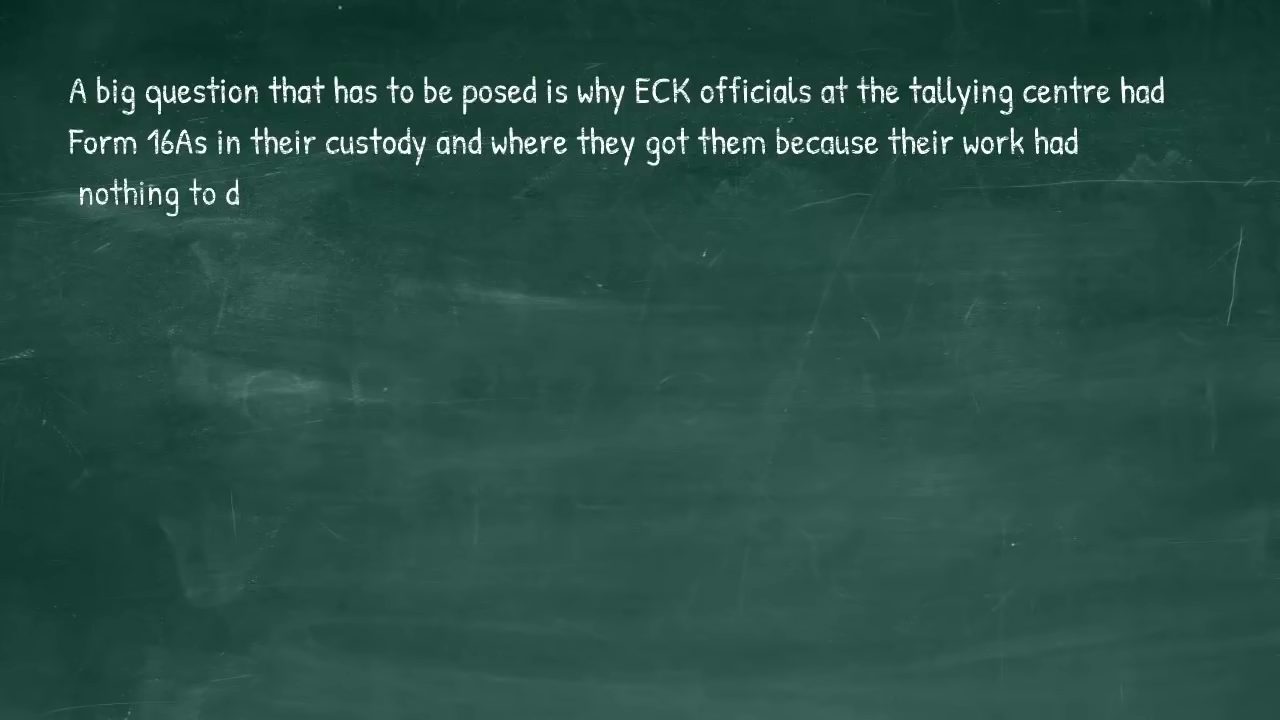 A big question that has to be posed is why ECK officials at the tallying centre had
Form 16As in their custody and where they got them because their work had
nothing to d